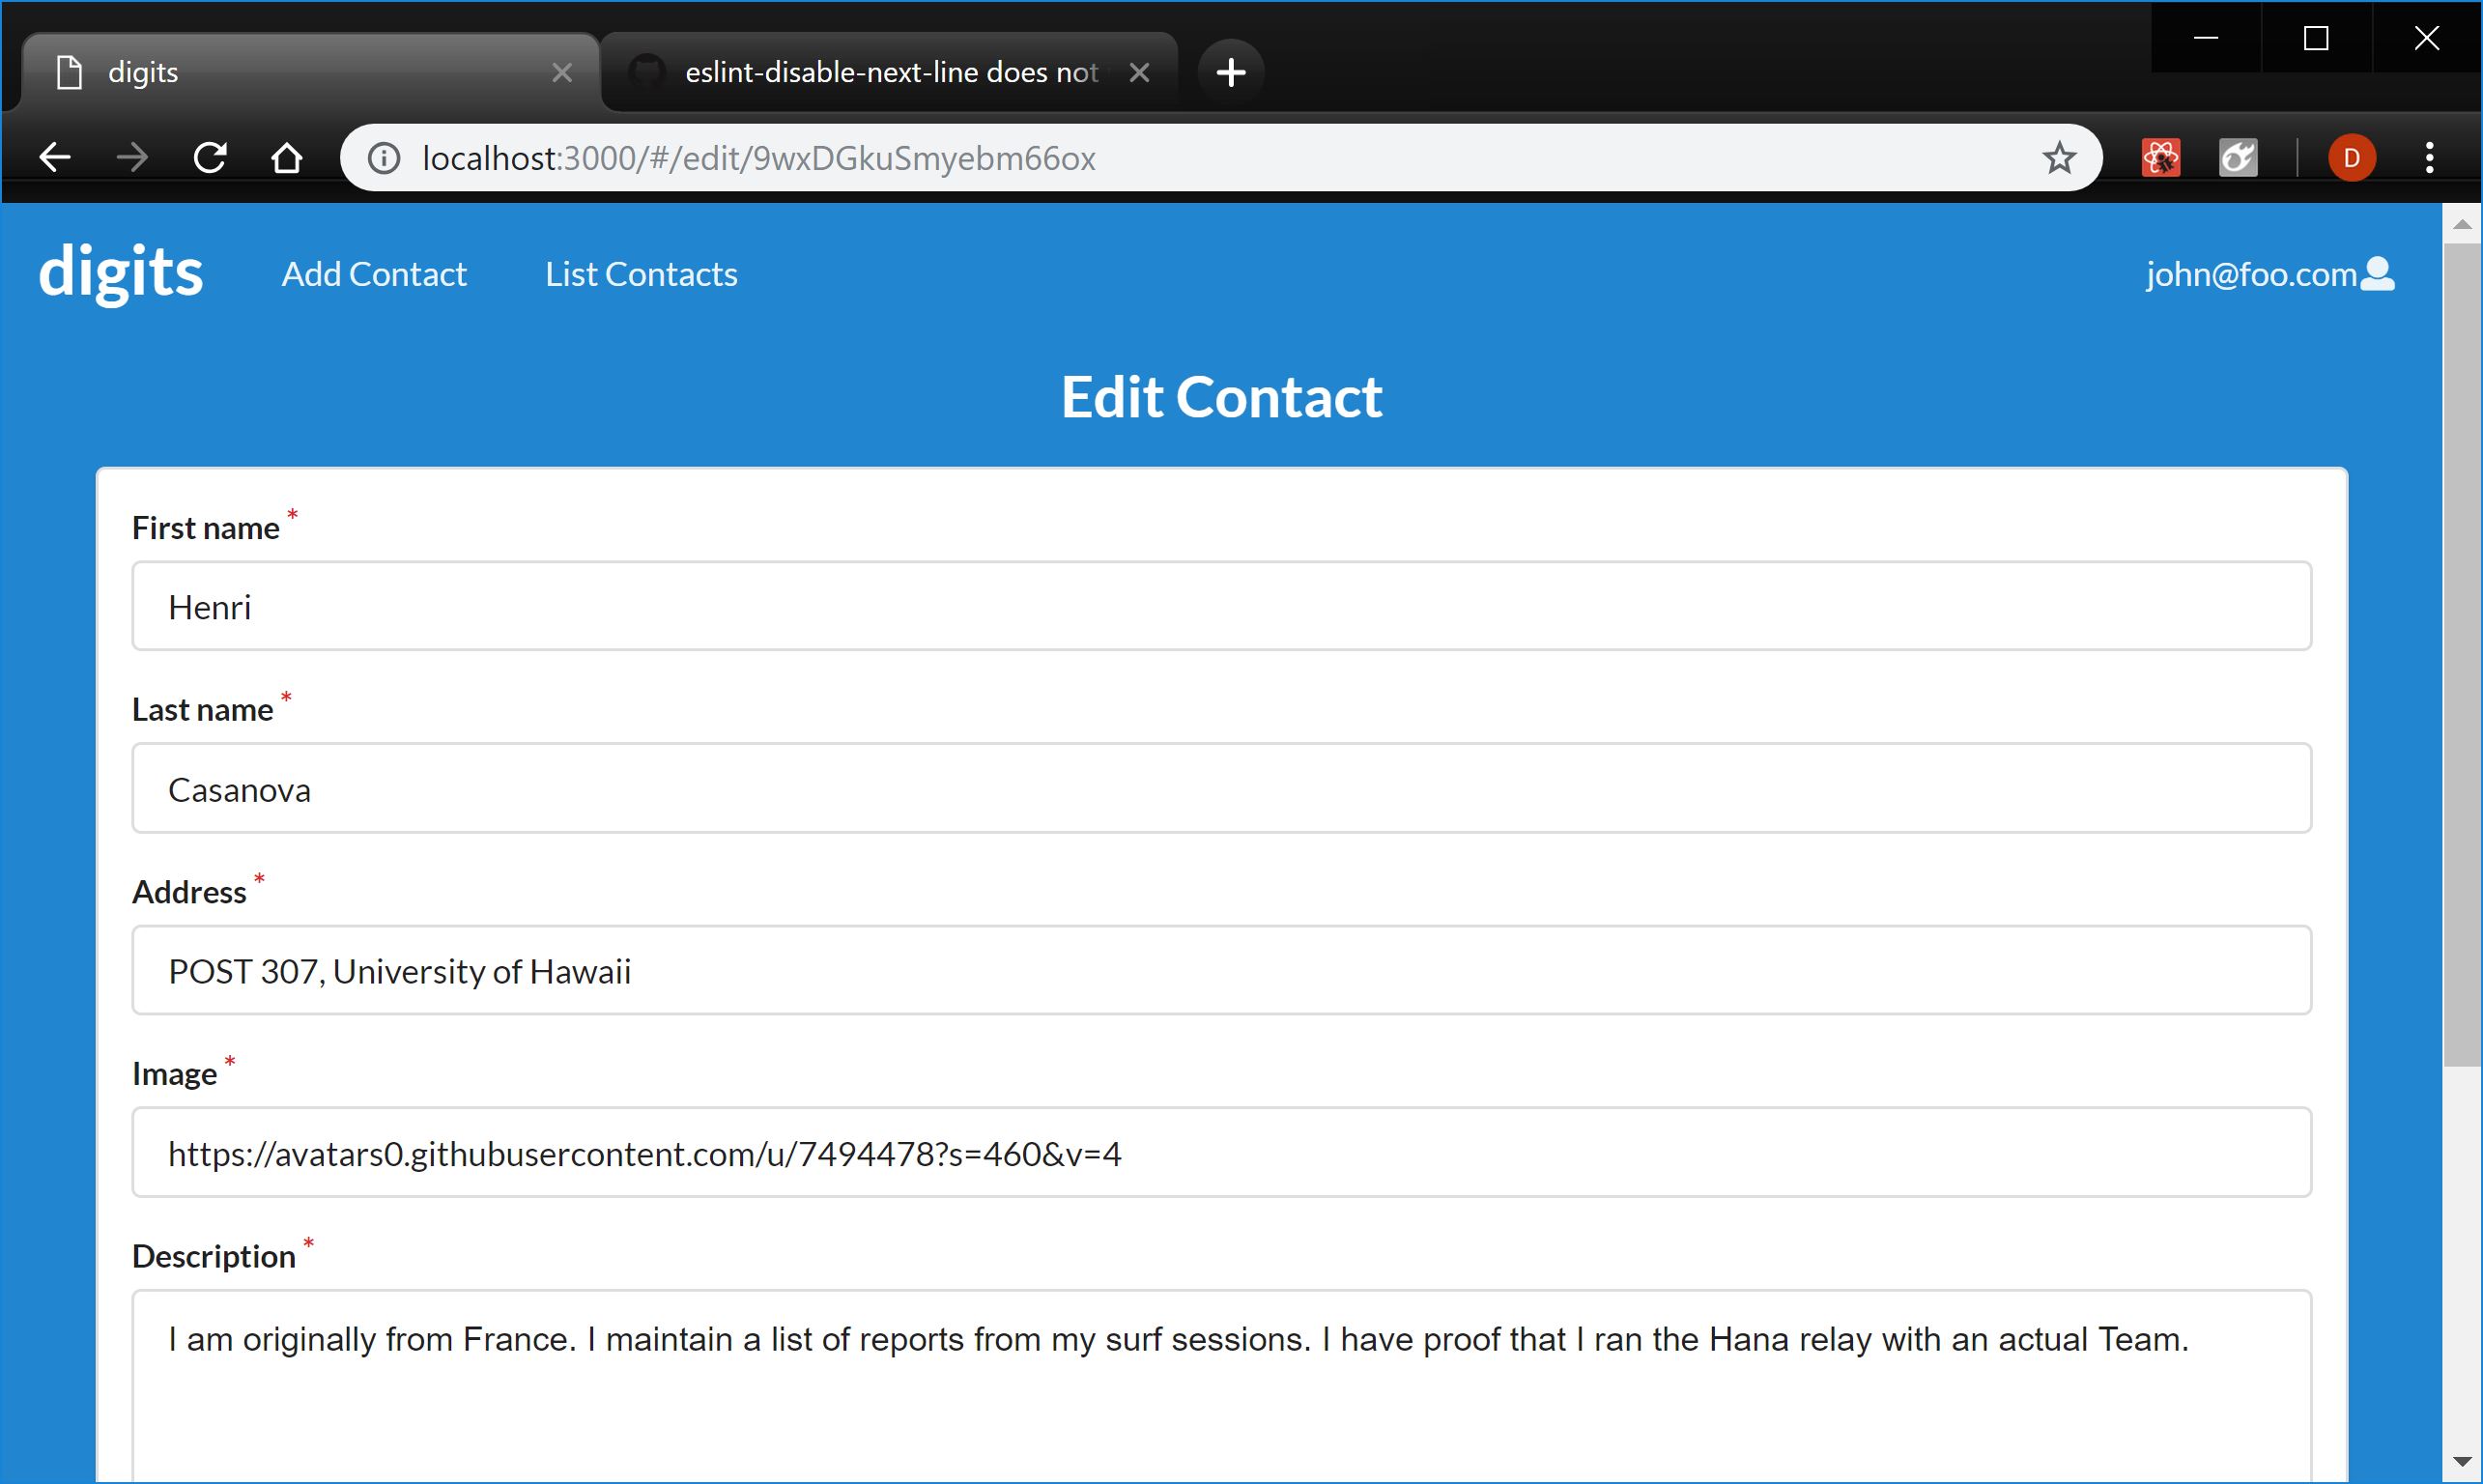 digits
eslint-disable-next-line does not
localhost:3000/#/edit/9wxDGkuSmyebm66ox
D
digits
Add Contact
List Contacts
john@foo.com
Edit Contact
First name *
Henri
Last name *
Casanova
Address *
POST 307, University of Hawaii
Image *
https://avatars0.githubusercontent.com/u/7494478?s=460&v=4
Description *
I am originally from France. I maintain a list of reports from my surf sessions. I have proof that I ran the Hana relay with an actual Team.